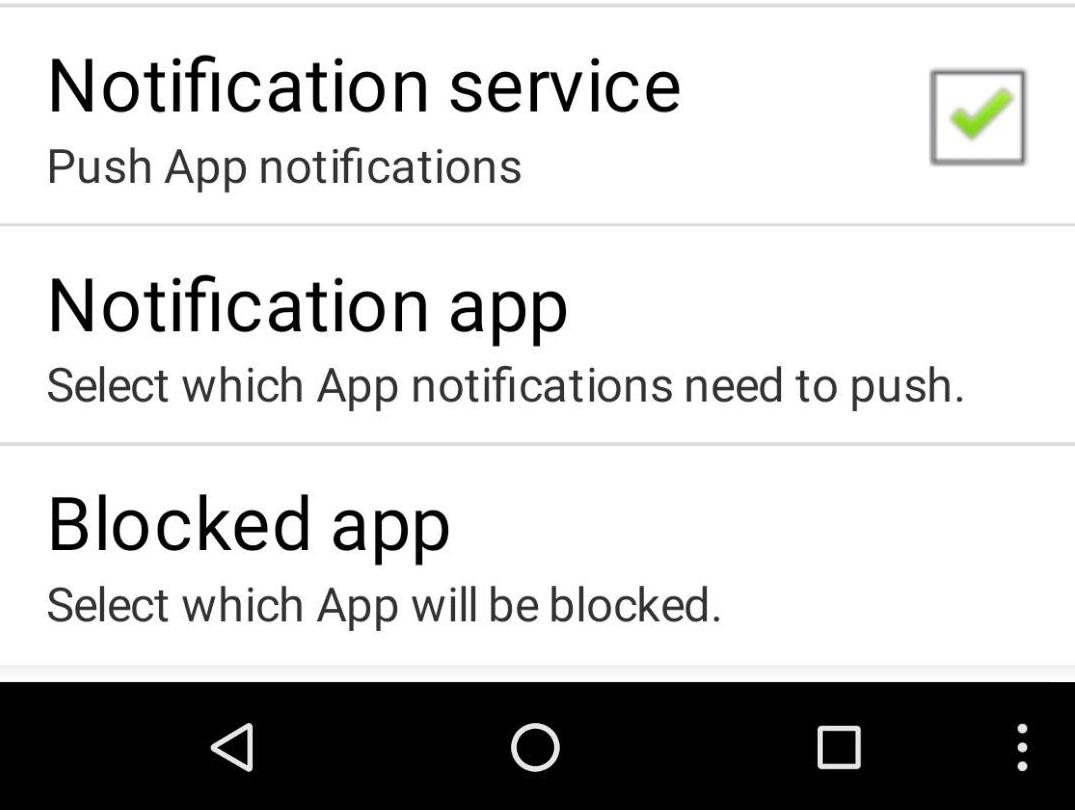 Notification service
Push App notifications
Notification app
Select which App notifications need to push.
Blocked app
Select which App will be blocked.